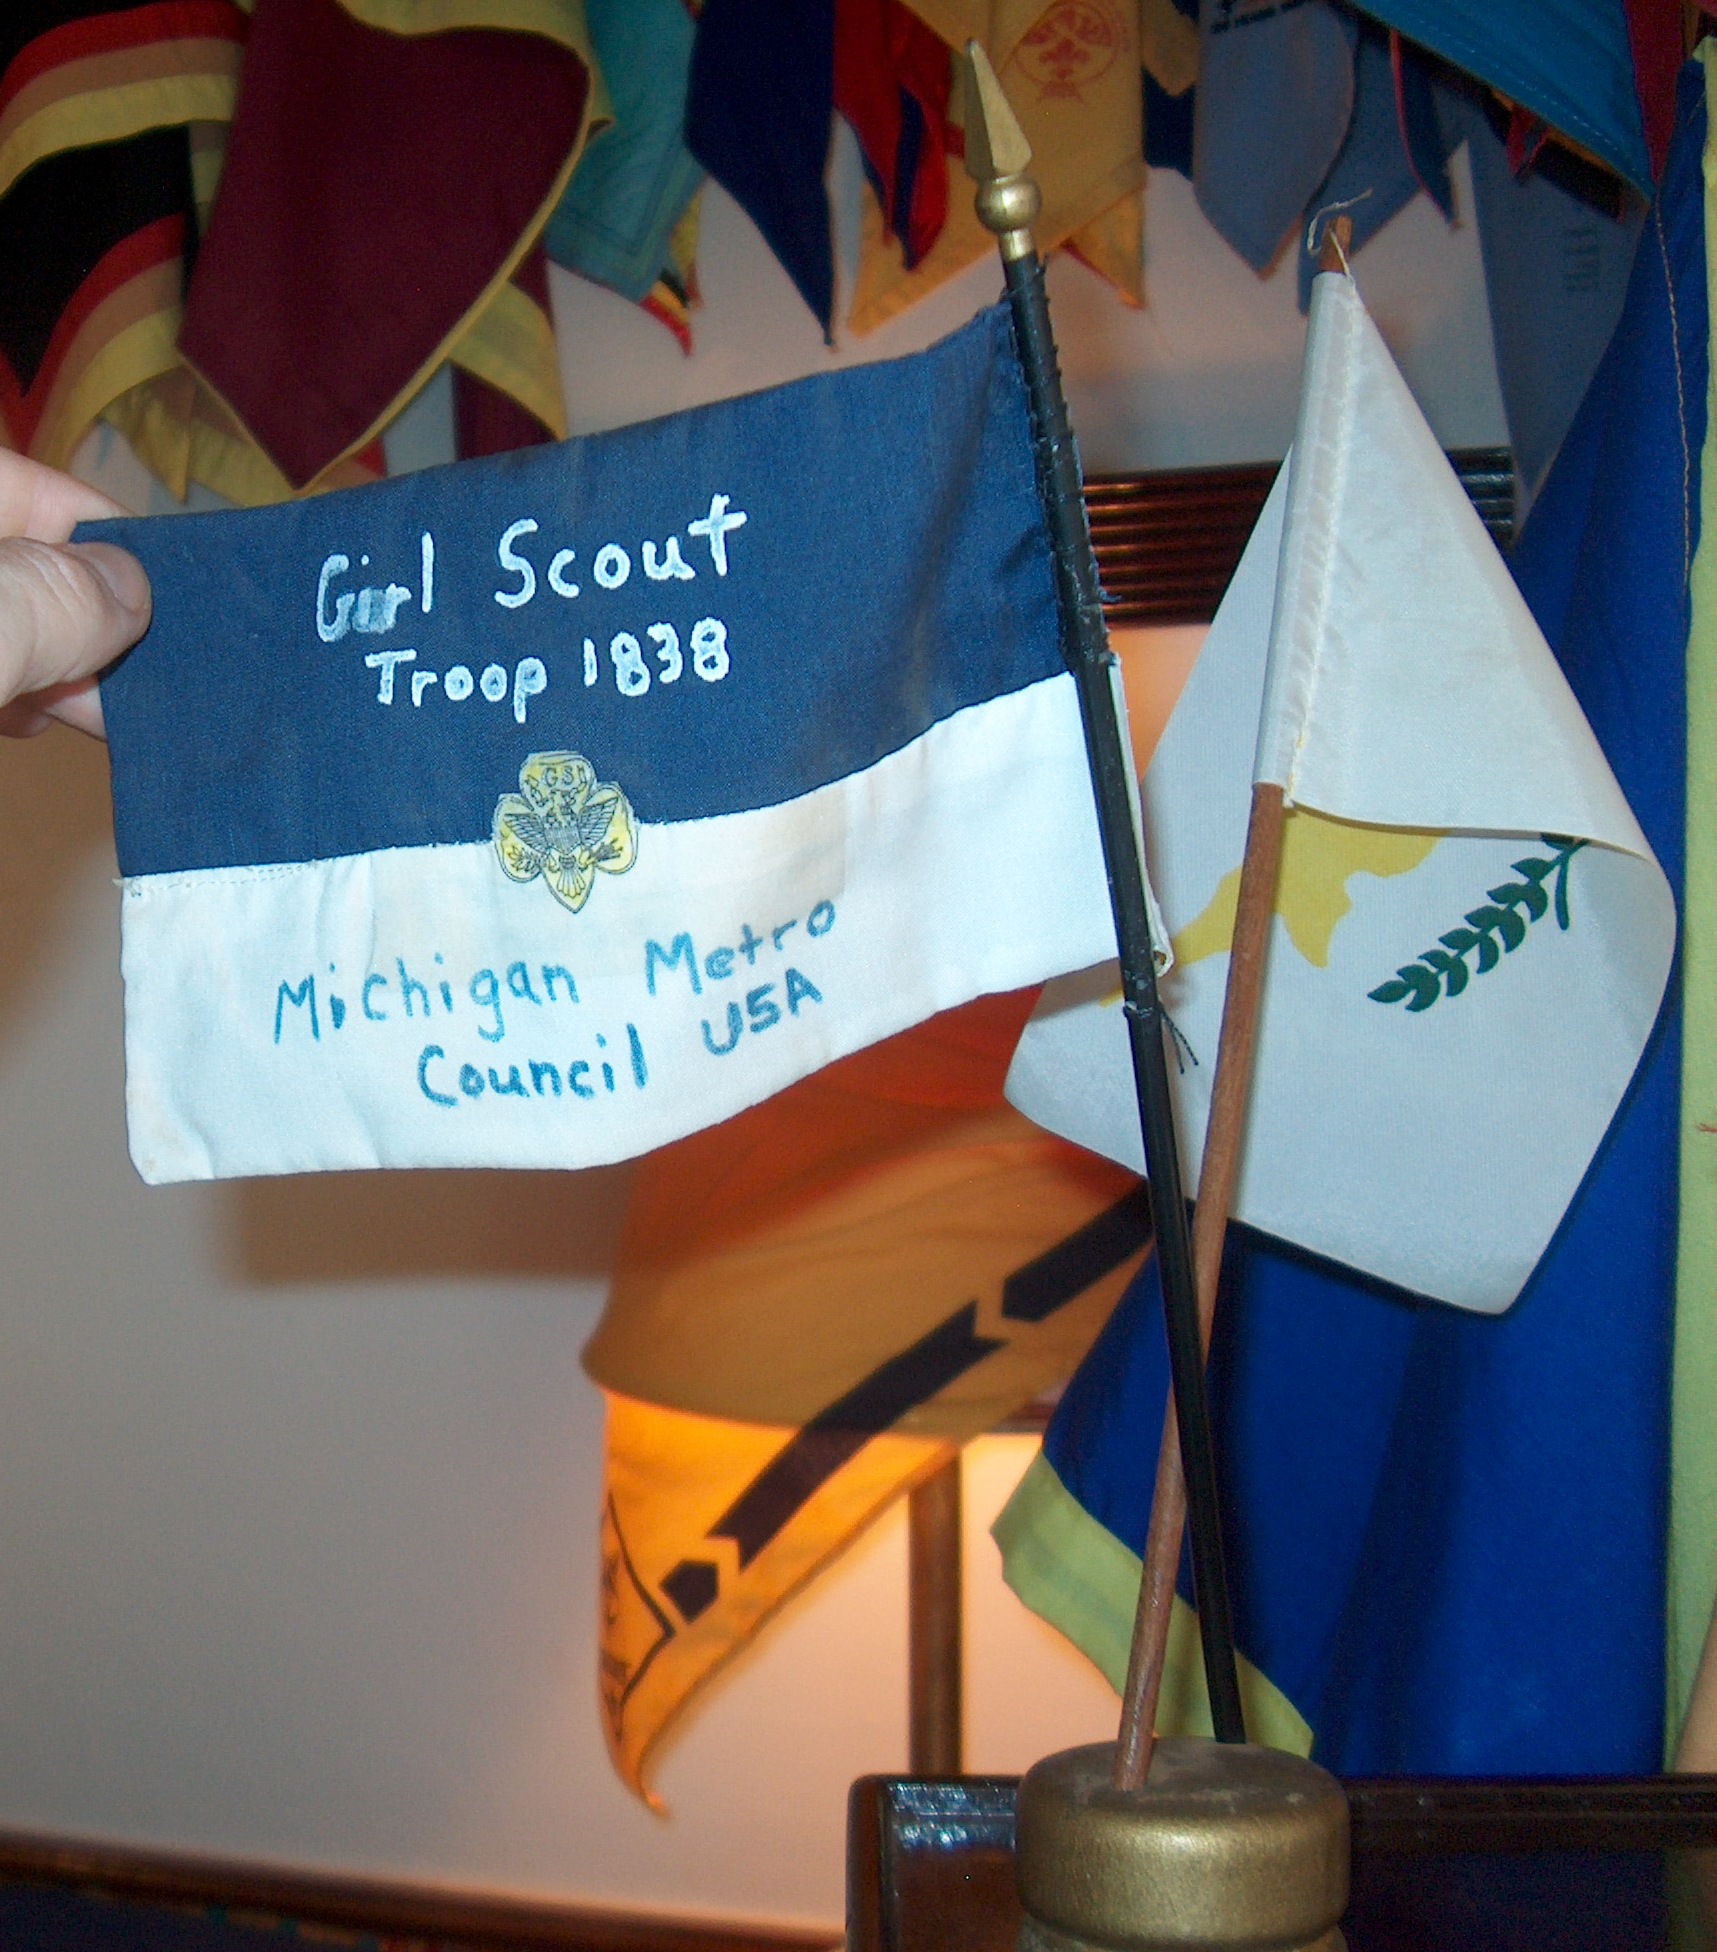 Girl Scout
Troop 1838
GS
Michigan Metro
Council USA